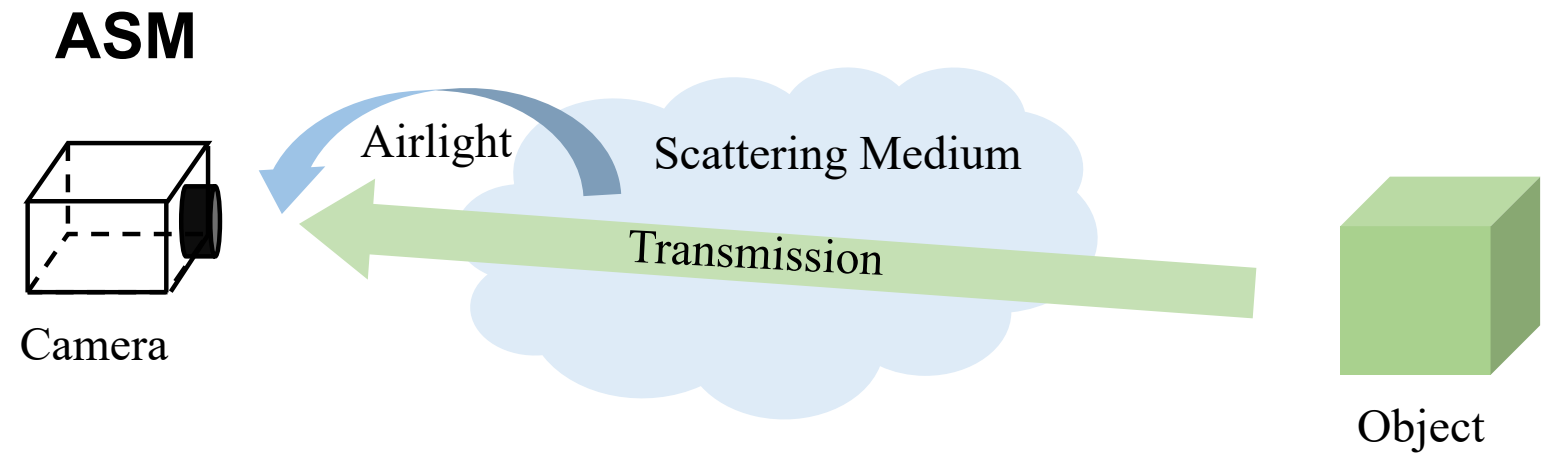 ASM
Airlight
Scattering Medium
Transmission
Camera
Object